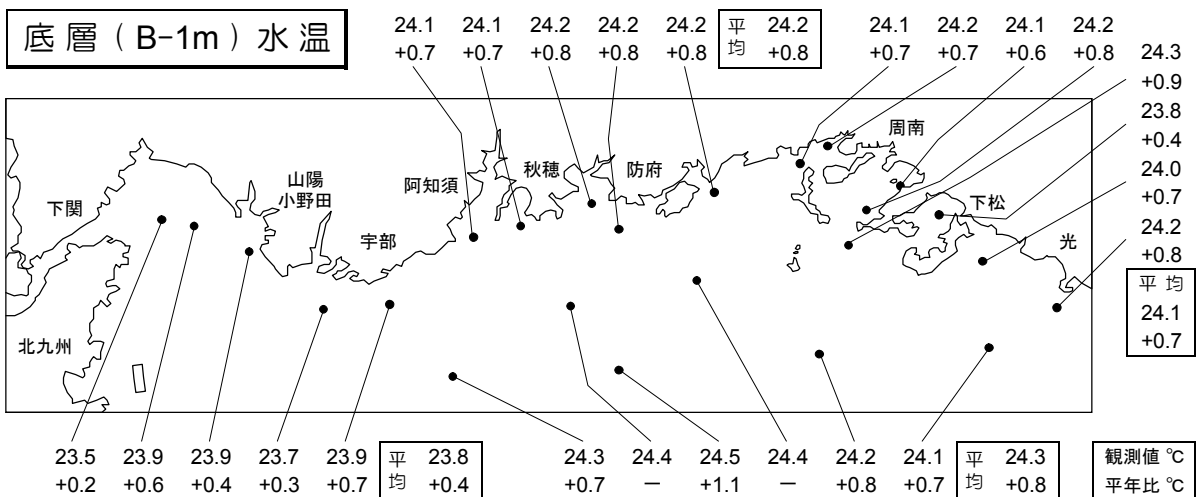 底層（B-1m）水温
24.1 24.1 24.2 24.2 24.2 平均 24.2 24.1 24.2 24.1 24.2
+0.7 +0.7 +0.8 +0.8 +0.8 +0.8 +0.7 +0.7 +0.6 +0.8
24.3
+0.9
23.8
+0.4
24.0
+0.7
24.2
+0.8
平均
24.1
+0.7
周南
秋穂 防府
阿知須
山陽
小野田
下関
下松
宇部
光
北九州
23.5 23.9 23.9 23.7 23.9 平均 23.8 24.3 24.4 24.5 24.4 24.2 24.1 平均 24.3 観測値 ℃
+0.2 +0.6 +0.4 +0.3 +0.7 +0.4 +0.7 － +1.1 － +0.8 +0.7 +0.8 平年比 ℃